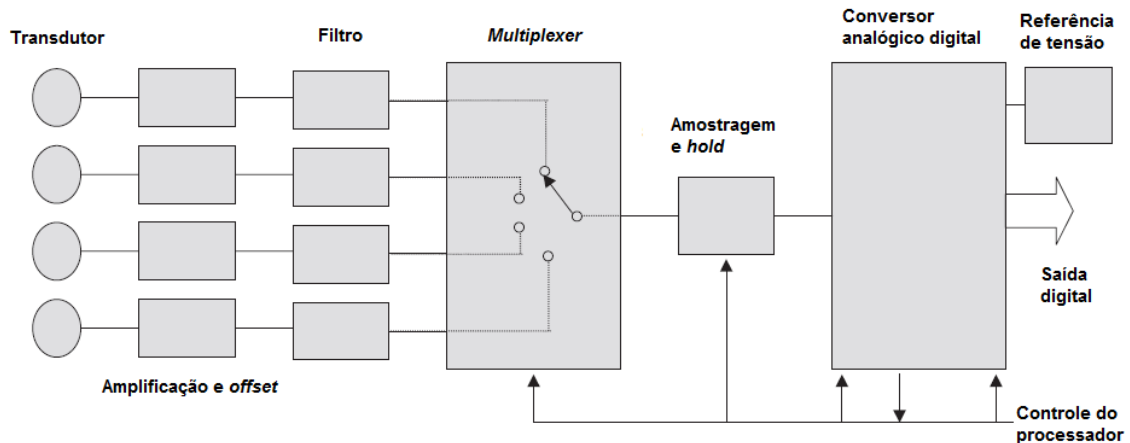 Transdutor
Filtro
Multiplexer
Conversor
analógico digital
Referência
de tensão
Amostragem
e hold
Saída
digital
Amplificação e offset
Controle do
processador